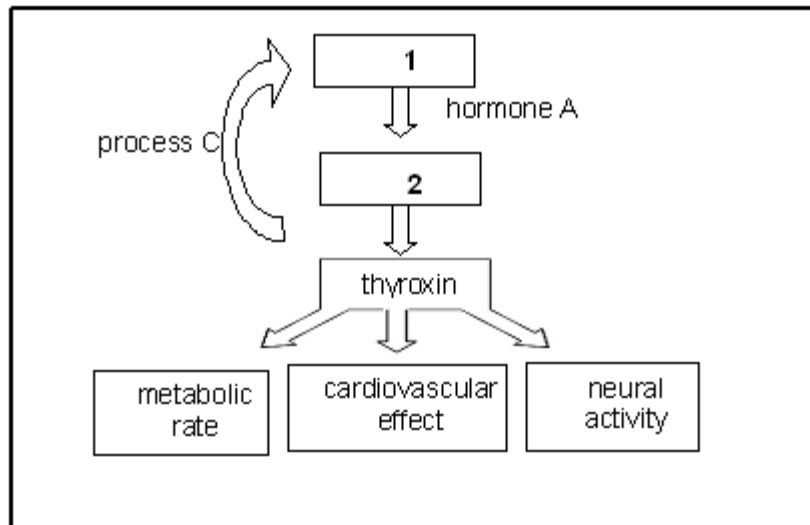 1
hormone A
process C
2
thyroxin
metabolic
rate
cardiovascular
effect
neural
activity